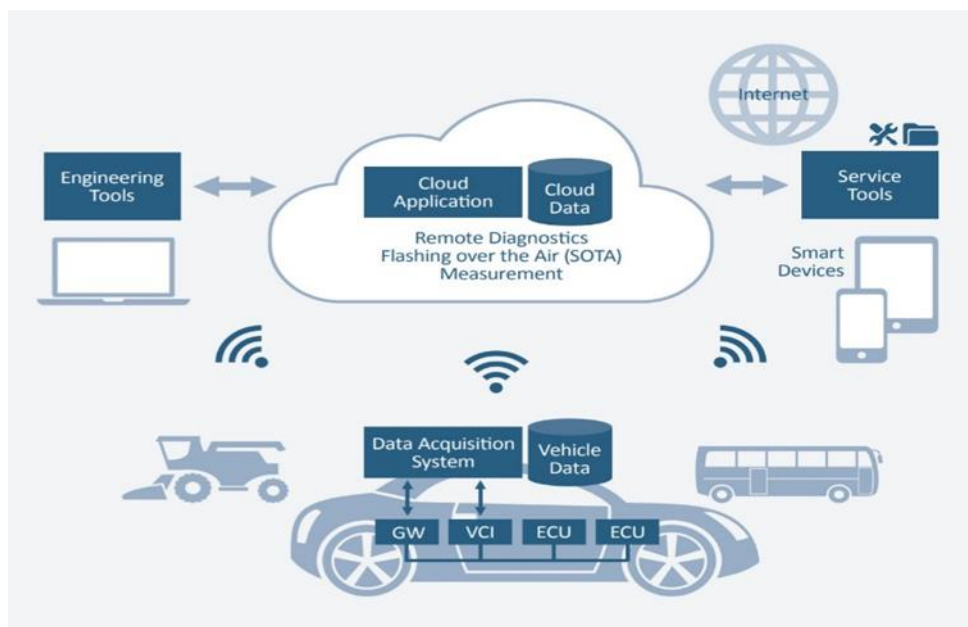 Internet
Engineering
Tools
Cloud
Application
Cloud
Data
Service
Tools
Remote Diagnostics
Flashing over the Air (SOTA)
Measurement
Smart
Devices
Data Acquisition
System
Vehicle
Data
GW
VCI
ECU
ECU